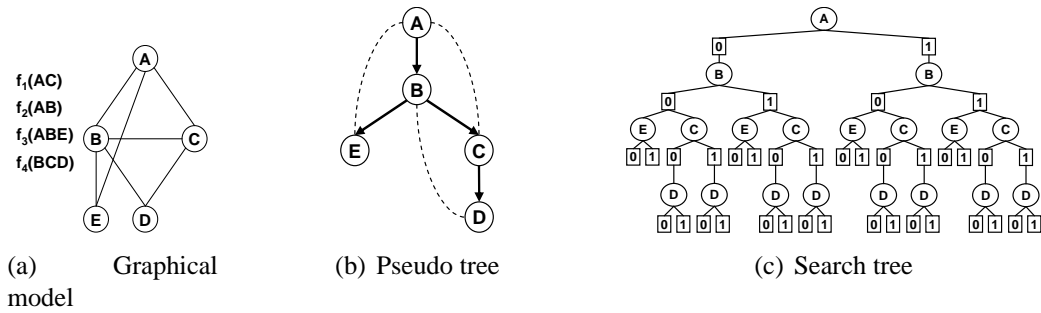 f1(AC)
f2(AB)
f3(ABE)
f4(BCD)
A
B C
E D
A
B
E C
D
A
0 1
B B
0 1 0 1
E C E C E C E C
0 1 0 1 0 1 0 1 0 1 0 1 0 1 0 1
D D D D D D D D
0 1 0 1 0 1 0 1 0 1 0 1 0 1 0 1
(a) Graphical
model
(b) Pseudo tree
(c) Search tree